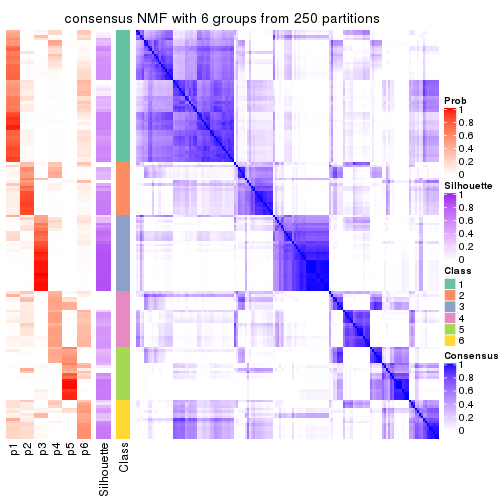 consensus NMF with 6 groups from 250 partitions
Prob
1
0.8
0.6
0.4
0.2
0
Silhouette
1
0.8
0.6
0.4
0.2
0
Class
1
2
3
4
5
6
Consensus
1
0.8
0.6
0.4
0.2
0
p1
p2
p3
p4
p5
p6
Silhouette
Class